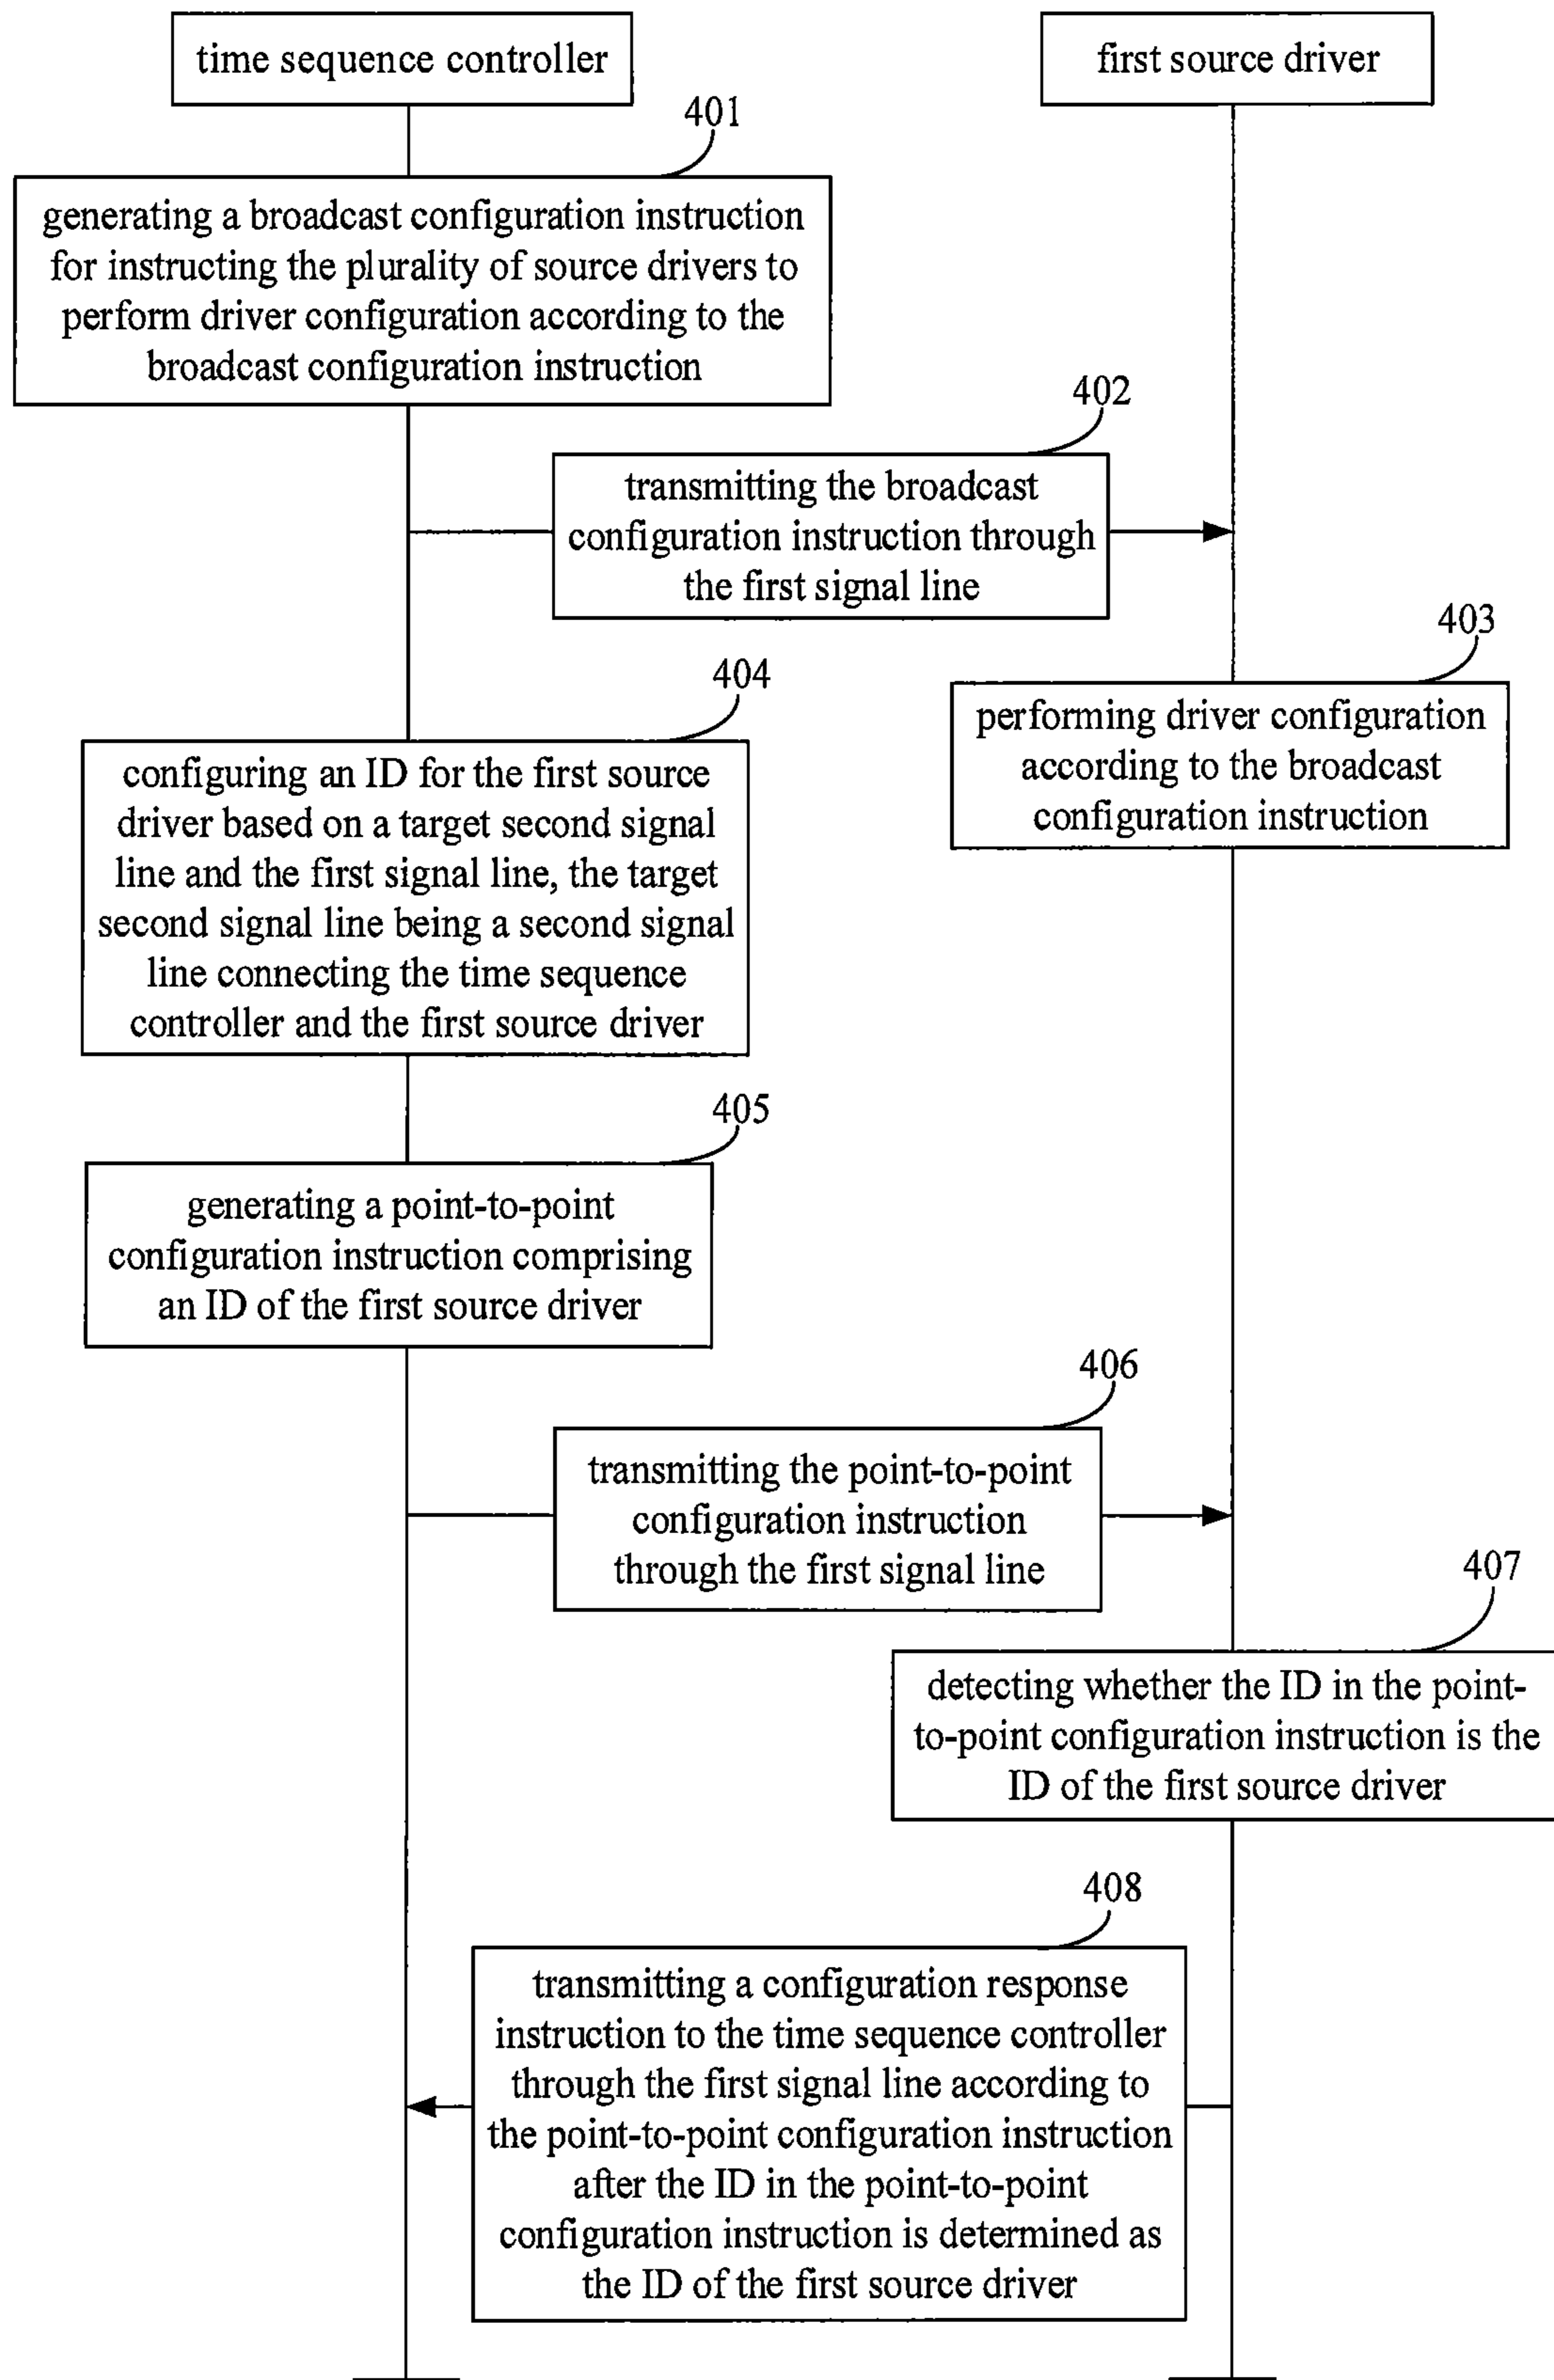 time sequence controller
first source driver
401
generating a broadcast configuration instruction
for instructing the plurality of source drivers to
perform driver configuration according to the
broadcast configuration instruction
402
transmitting the broadcast
configuration instruction through
the first signal line
403
performing driver configuration
according to the broadcast
configuration instruction
404
configuring an ID for the first source
driver based on a target second signal
line and the first signal line, the target
second signal line being a second signal
line connecting the time sequence
controller and the first source driver
405
generating a point-to-point
configuration instruction comprising
an ID of the first source driver
406
transmitting the point-to-point
configuration instruction
through the first signal line
407
detecting whether the ID in the point-
to-point configuration instruction is the
ID of the first source driver
408
transmitting a configuration response
instruction to the time sequence controller
through the first signal line according to
the point-to-point configuration instruction
after the ID in the point-to-point
configuration instruction is determined as
the ID of the first source driver